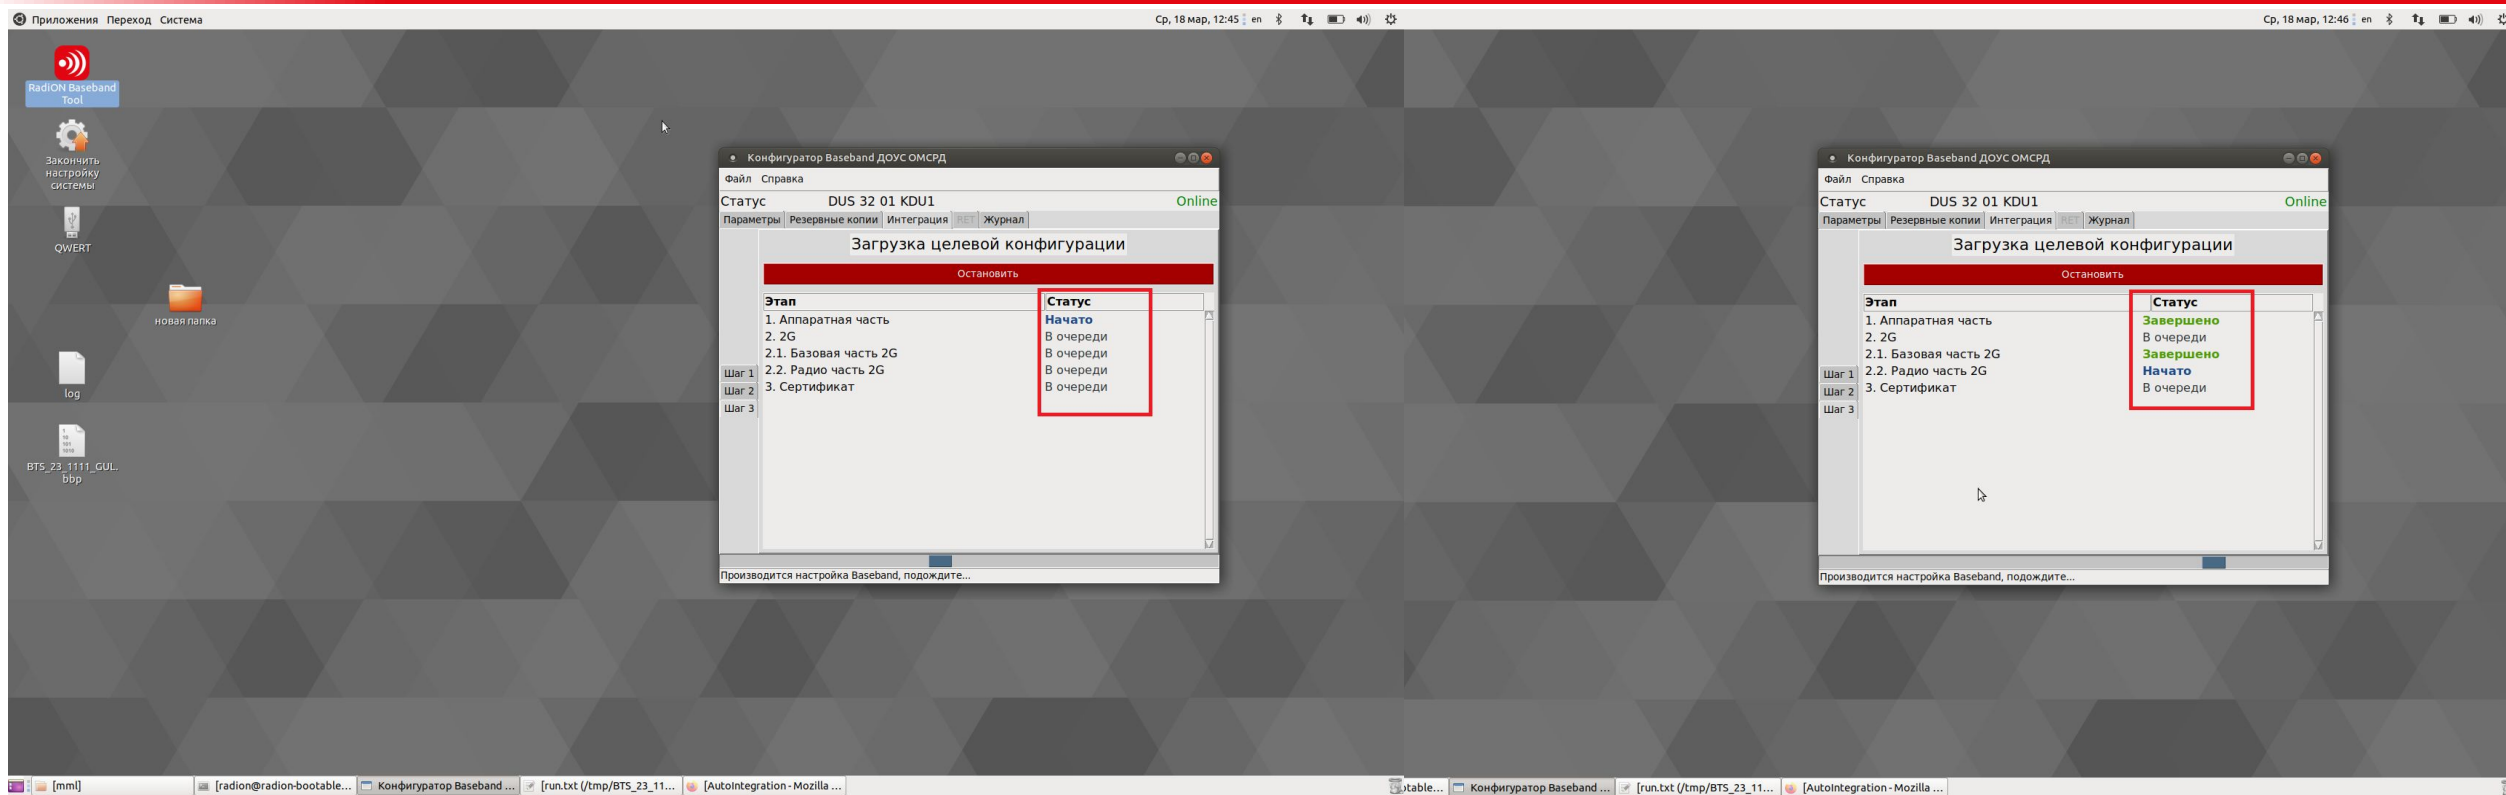 Приложения Переход Система
Ср, 18 мар, 12:45 en
RadiON Baseband
Tool
Закончить
настройку
системы
QWERT
новая папка
log
BTS_23_1111_GUL.
bbp
Конфигуратор Baseband ДОУС ОМСРД
Файл Справка
Статус DUS 32 01 KDU1 Online
Параметры Резервные копии Интеграция RET Журнал
Загрузка целевой конфигурации
Остановить
Этап Статус
1. Аппаратная часть Начато
2. 2G В очереди
2.1. Базовая часть 2G В очереди
2.2. Радио часть 2G В очереди
3. Сертификат В очереди
Шаг 1
Шаг 2
Шаг 3
Производится настройка Baseband, подождите...
[mml] [radion@radion-bootable... Конфигуратор Baseband ... [run.txt (/tmp/BTS_23_11... [AutoIntegration - Mozilla ...
Ср, 18 мар, 12:46 en
Конфигуратор Baseband ДОУС ОМСРД
Файл Справка
Статус DUS 32 01 KDU1 Online
Параметры Резервные копии Интеграция RET Журнал
Загрузка целевой конфигурации
Остановить
Этап Статус
1. Аппаратная часть Завершено
2. 2G В очереди
2.1. Базовая часть 2G Завершено
2.2. Радио часть 2G Начато
3. Сертификат В очереди
Шаг 1
Шаг 2
Шаг 3
Производится настройка Baseband, подождите...
otable... Конфигуратор Baseband ... [run.txt (/tmp/BTS_23_11... [AutoIntegration - Mozilla ...